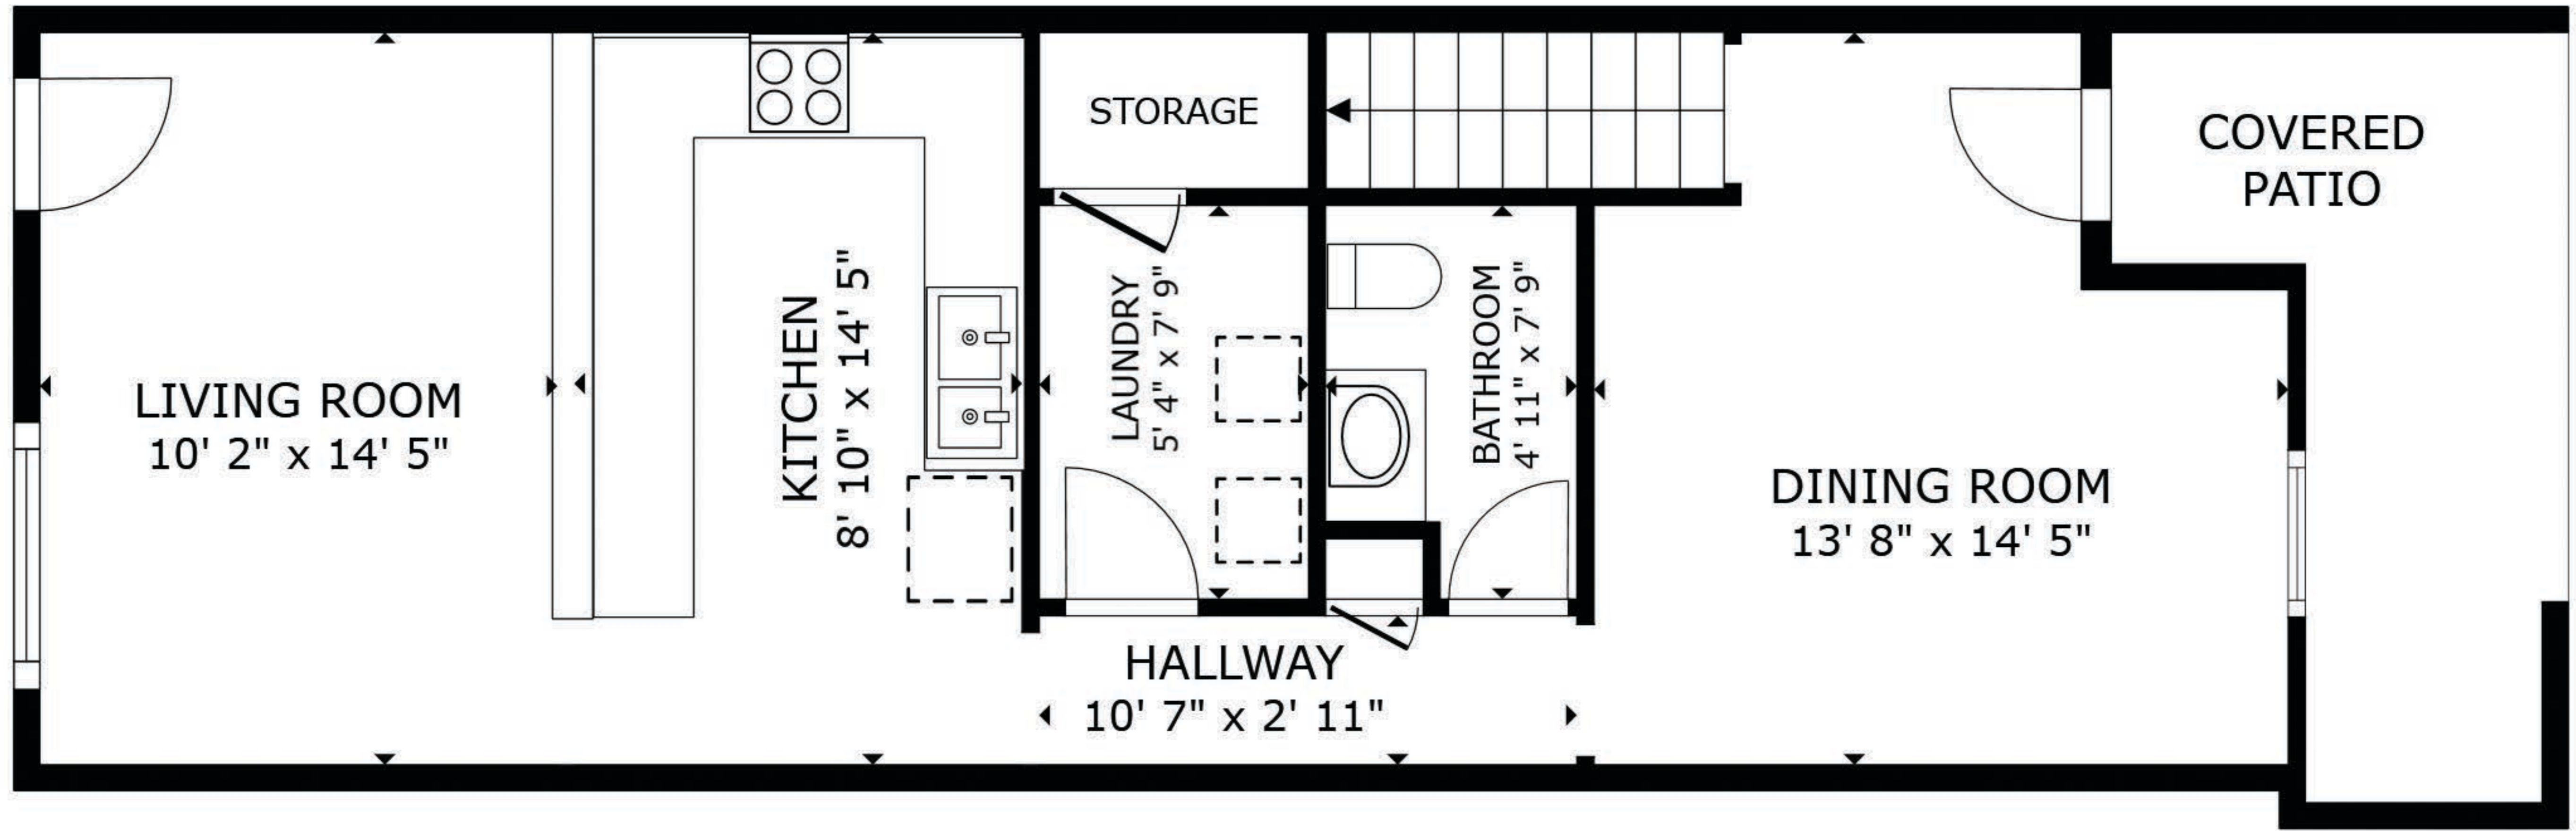 LIVING ROOM
10' 2" x 14' 5"
KITCHEN
8' 10" x 14' 5"
STORAGE
LAUNDRY
5' 4" x 7' 9"
BATHROOM
4' 11" x 7' 9"
HALLWAY
10' 7" x 2' 11"
DINING ROOM
13' 8" x 14' 5"
COVERED
PATIO